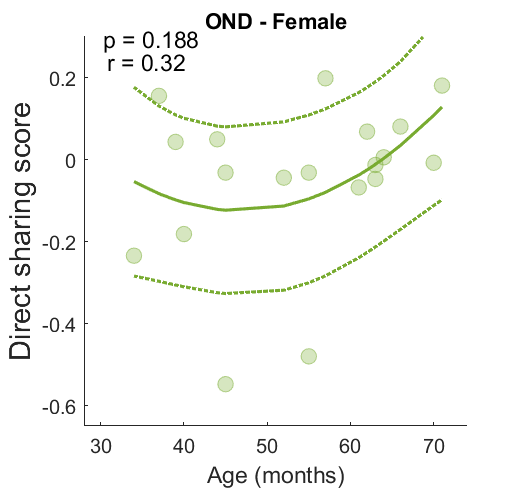 OND - Female
p = 0.188
r = 0.32
Direct sharing score
0.2
0
-0.2
-0.4
-0.6
30 40 50 60 70
Age (months)